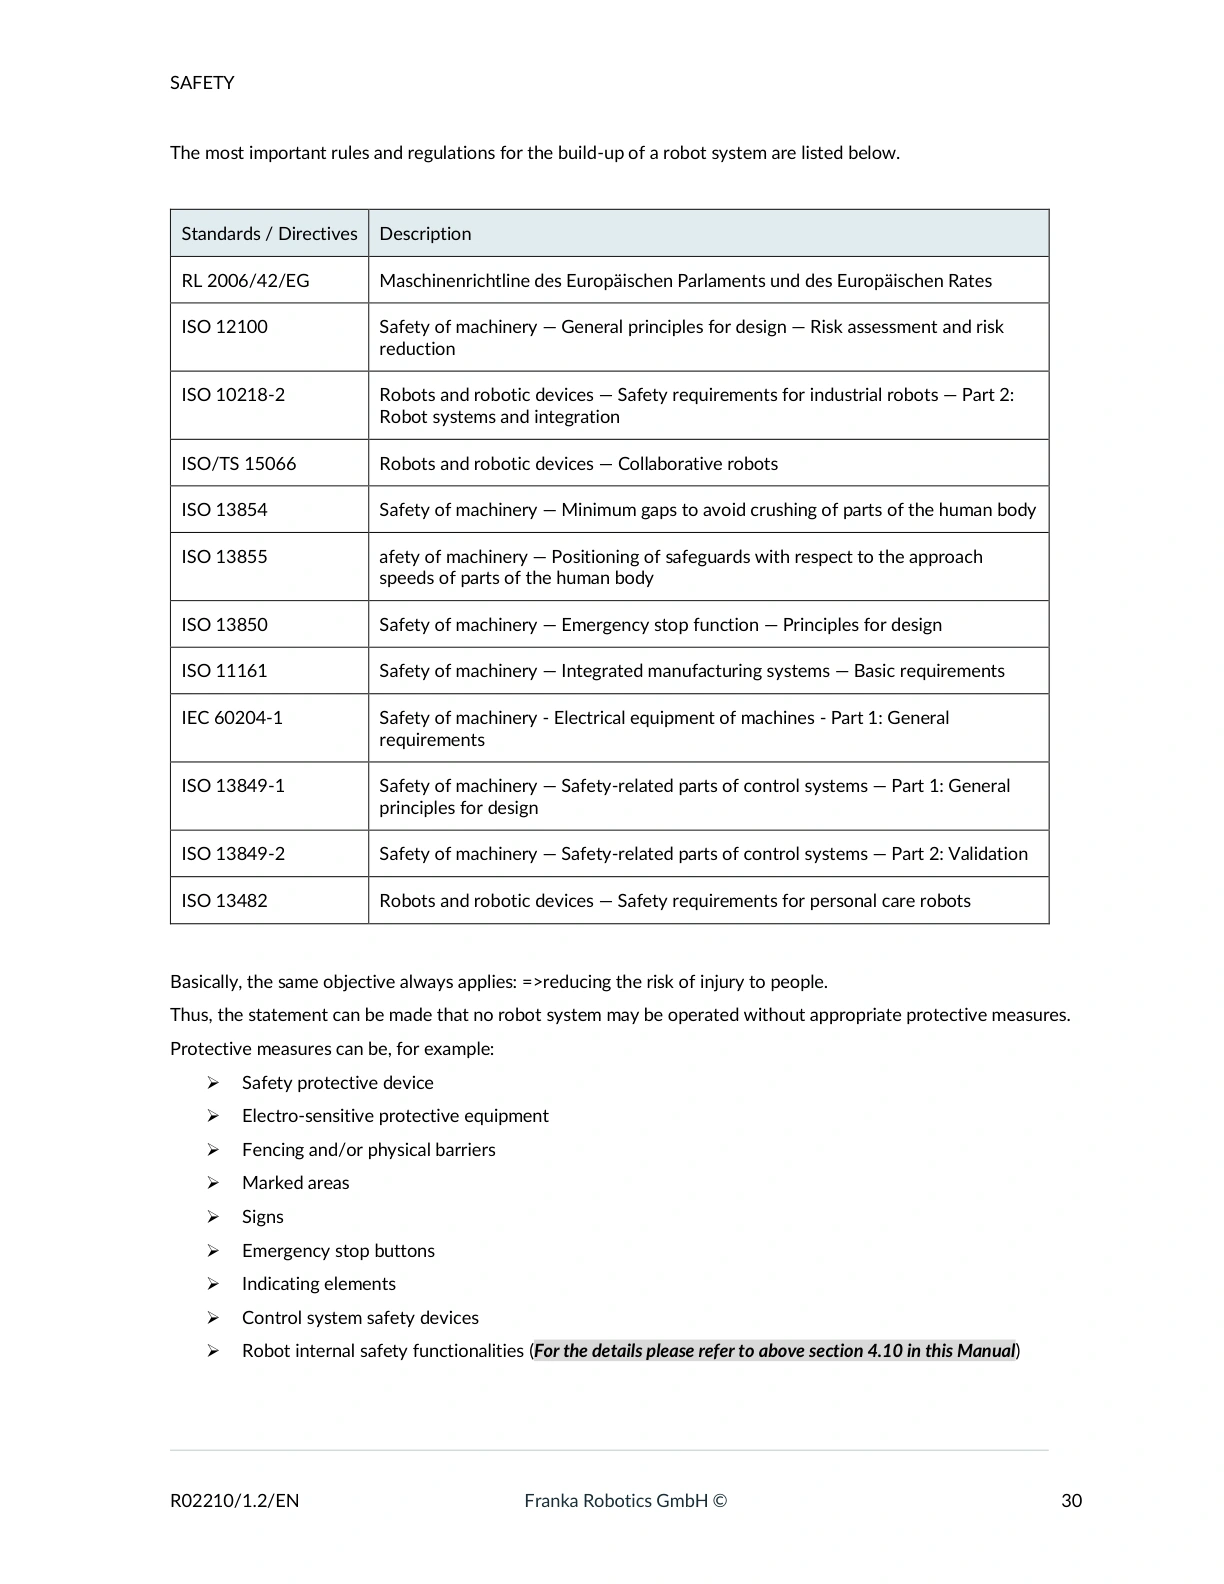 SAFETY
The most important rules and regulations for the build-up of a robot system are listed below.
Standards / Directives Description
RL 2006/42/EG Maschinenrichtline des Europäischen Parlaments und des Europäischen Rates
ISO 12100 Safety of machinery — General principles for design — Risk assessment and risk
reduction
ISO 10218-2 Robots and robotic devices — Safety requirements for industrial robots — Part 2:
Robot systems and integration
ISO/TS 15066 Robots and robotic devices — Collaborative robots
ISO 13854 Safety of machinery — Minimum gaps to avoid crushing of parts of the human body
ISO 13855 afety of machinery — Positioning of safeguards with respect to the approach
speeds of parts of the human body
ISO 13850 Safety of machinery — Emergency stop function — Principles for design
ISO 11161 Safety of machinery — Integrated manufacturing systems — Basic requirements
IEC 60204-1 Safety of machinery - Electrical equipment of machines - Part 1: General
requirements
ISO 13849-1 Safety of machinery — Safety-related parts of control systems — Part 1: General
principles for design
ISO 13849-2 Safety of machinery — Safety-related parts of control systems — Part 2: Validation
ISO 13482 Robots and robotic devices — Safety requirements for personal care robots
Basically, the same objective always applies: =>reducing the risk of injury to people.
Thus, the statement can be made that no robot system may be operated without appropriate protective measures.
Protective measures can be, for example:
➢ Safety protective device
➢ Electro-sensitive protective equipment
➢ Fencing and/or physical barriers
➢ Marked areas
➢ Signs
➢ Emergency stop buttons
➢ Indicating elements
➢ Control system safety devices
➢ Robot internal safety functionalities (For the details please refer to above section 4.10 in this Manual)
R02210/1.2/EN Franka Robotics GmbH © 30